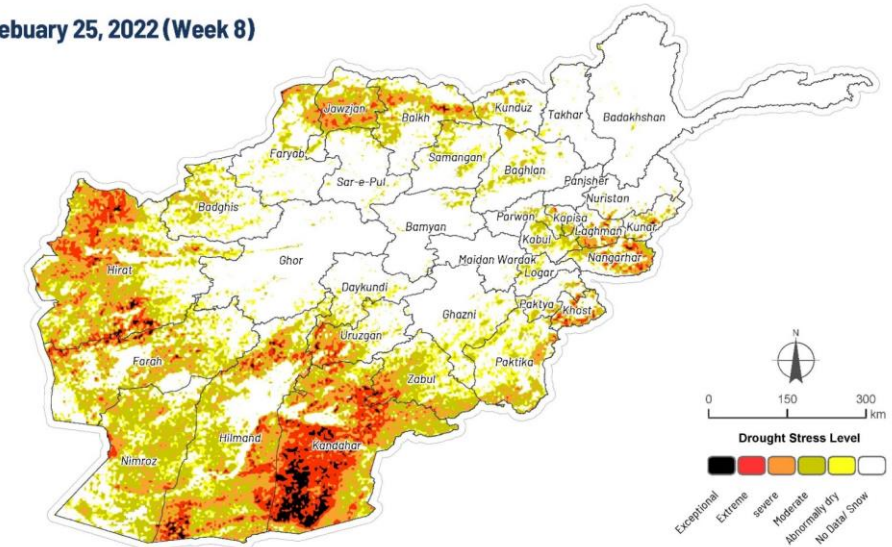 ebuary 25, 2022 (Week 8)
Jawzjan
Balkh
Kunduz
Takhar
Badakhshan
Faryab
Samangan
Baghlan
Sar-e-Pul
Panjsher
Nuristan
Badghis
Bamyan
Parwan
Kapisa
Laghman
Kunar
Kabul
Nangarhar
Hirat
Ghor
Maidan Wardak
Logar
Daykundi
Paktya
Khost
Ghazni
Uruzgan
Farah
Paktika
Zabul
Hilmand
Kandahar
Nimroz
N
0 150 300
km
Drought Stress Level
Exceptional
Extreme
severe
Moderate
Abnormally dry
No Data/ Snow